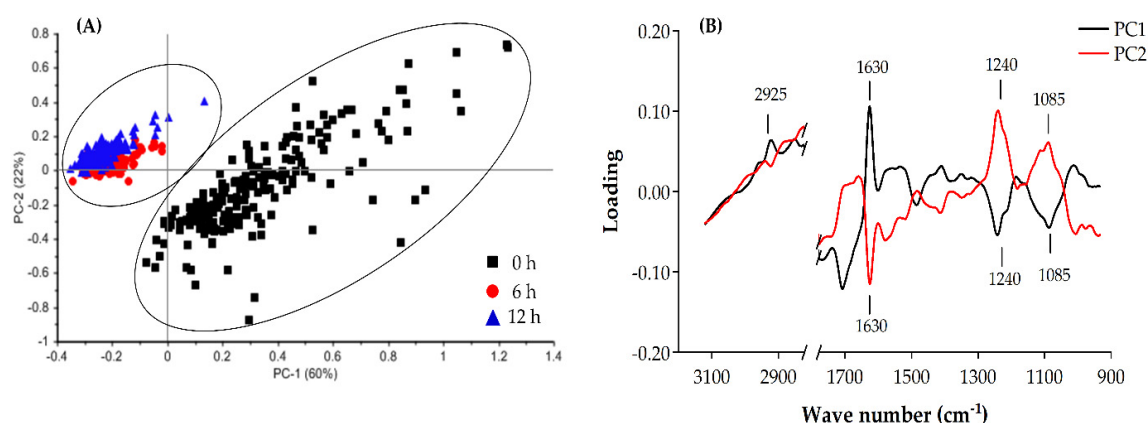 (A)
0.8
0.6
0.4
0.2
0
-0.2
-0.4
-0.6
-0.8
-1
PC-2 (22%)
-0.4 -0.2 0 0.2 0.4 0.6 0.8 1 1.2 1.4
PC-1 (60%)
0 h
6 h
12 h
(B)
PC1
PC2
0.20
0.10
0.00
-0.10
-0.20
Loading
2925
1630
1240
1085
1240
1085
1630
3100 2900 1700 1500 1300 1100 900
Wave number (cm⁻¹)